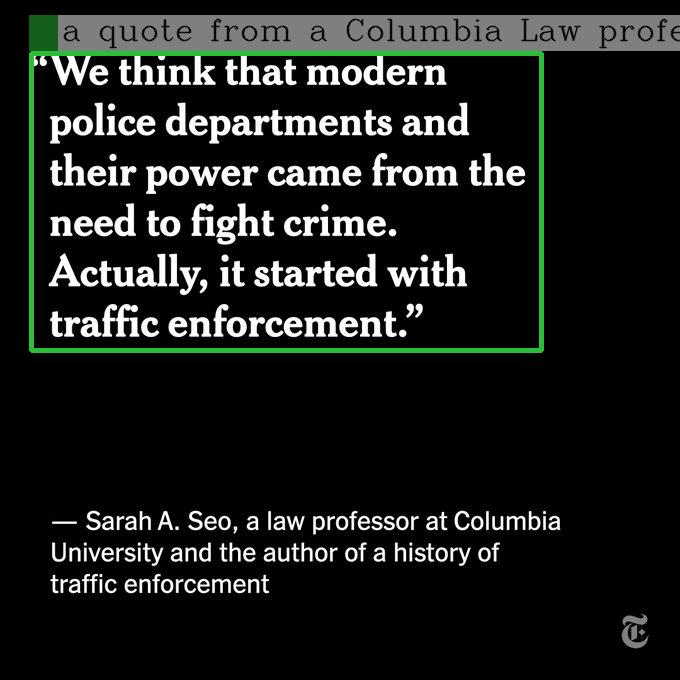 a quote from a Columbia Law profe
“We think that modern
police departments and
their power came from the
need to fight crime.
Actually, it started with
traffic enforcement.”
— Sarah A. Seo, a law professor at Columbia
University and the author of a history of
traffic enforcement
T